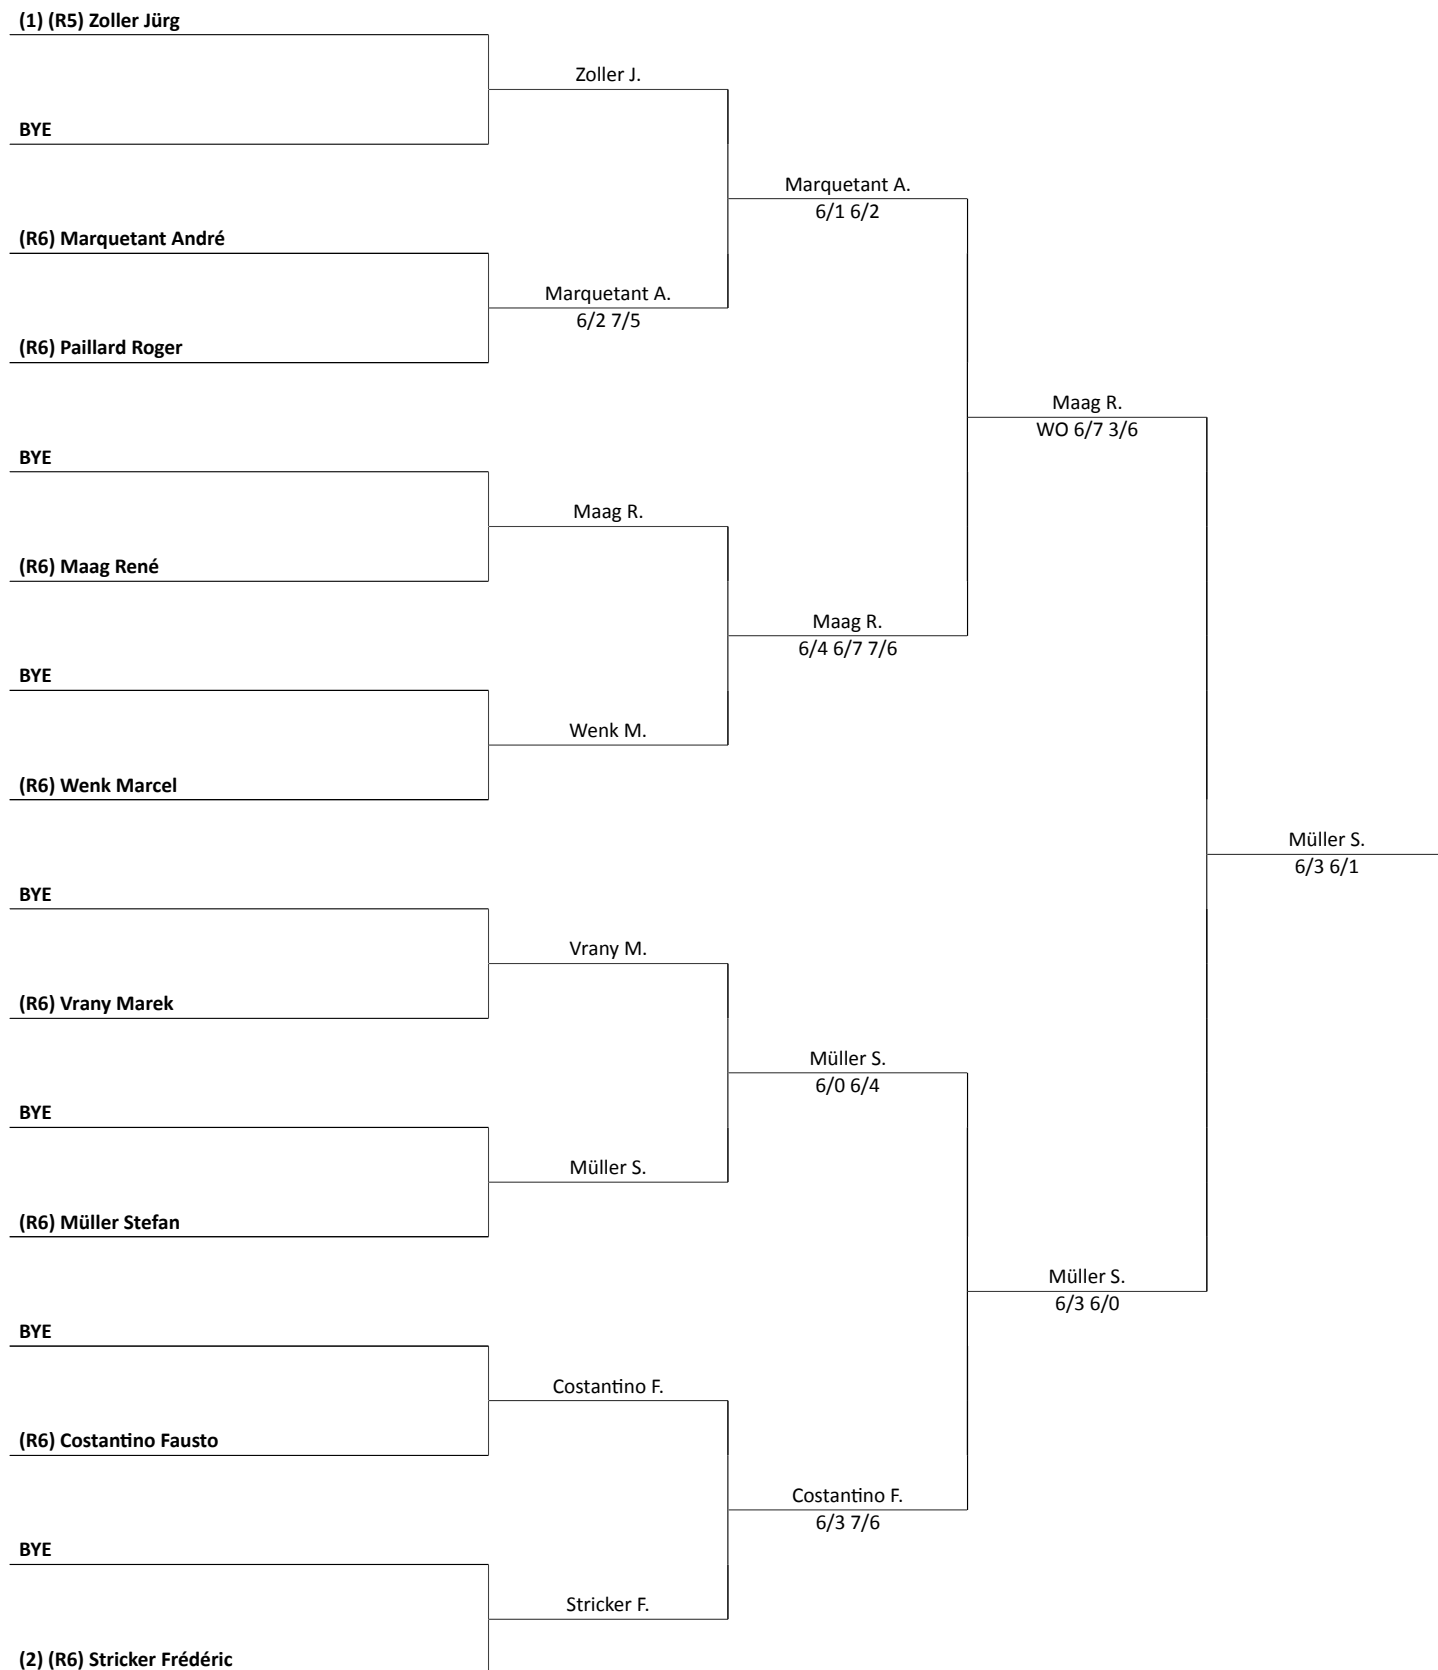 (1) (R5) Zoller Jürg
Zoller J.
BYE
Marquetant A.
6/1 6/2
(R6) Marquetant André
Marquetant A.
6/2 7/5
(R6) Paillard Roger
Maag R.
WO 6/7 3/6
BYE
Maag R.
(R6) Maag René
Maag R.
6/4 6/7 7/6
BYE
Wenk M.
(R6) Wenk Marcel
Müller S.
6/3 6/1
BYE
Vrany M.
(R6) Vrany Marek
Müller S.
6/0 6/4
BYE
Müller S.
(R6) Müller Stefan
Müller S.
6/3 6/0
BYE
Costantino F.
(R6) Costantino Fausto
Costantino F.
6/3 7/6
BYE
Stricker F.
(2) (R6) Stricker Frédéric